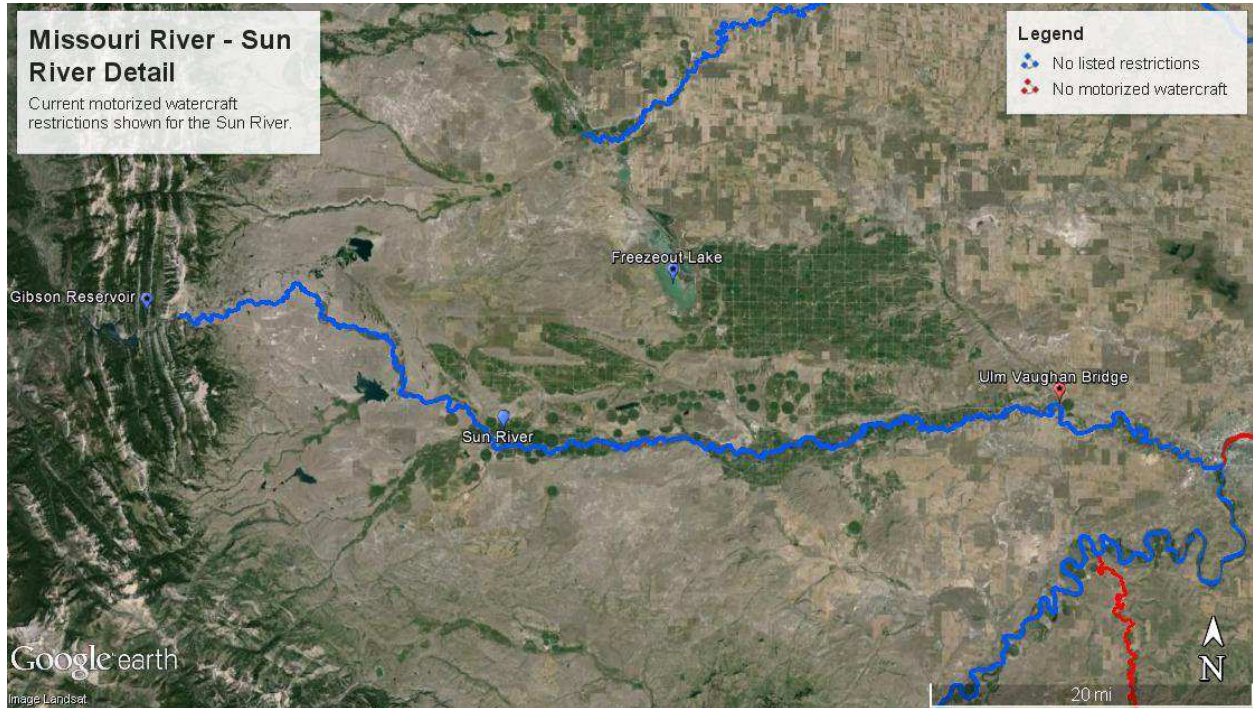 Missouri River - Sun
River Detail
Current motorized watercraft
restrictions shown for the Sun River.
Legend
No listed restrictions
No motorized watercraft
Freezeout Lake
Gibson Reservoir
Ulm Vaughan Bridge
Sun River
Google earth
Image Landsat
N
20 mi